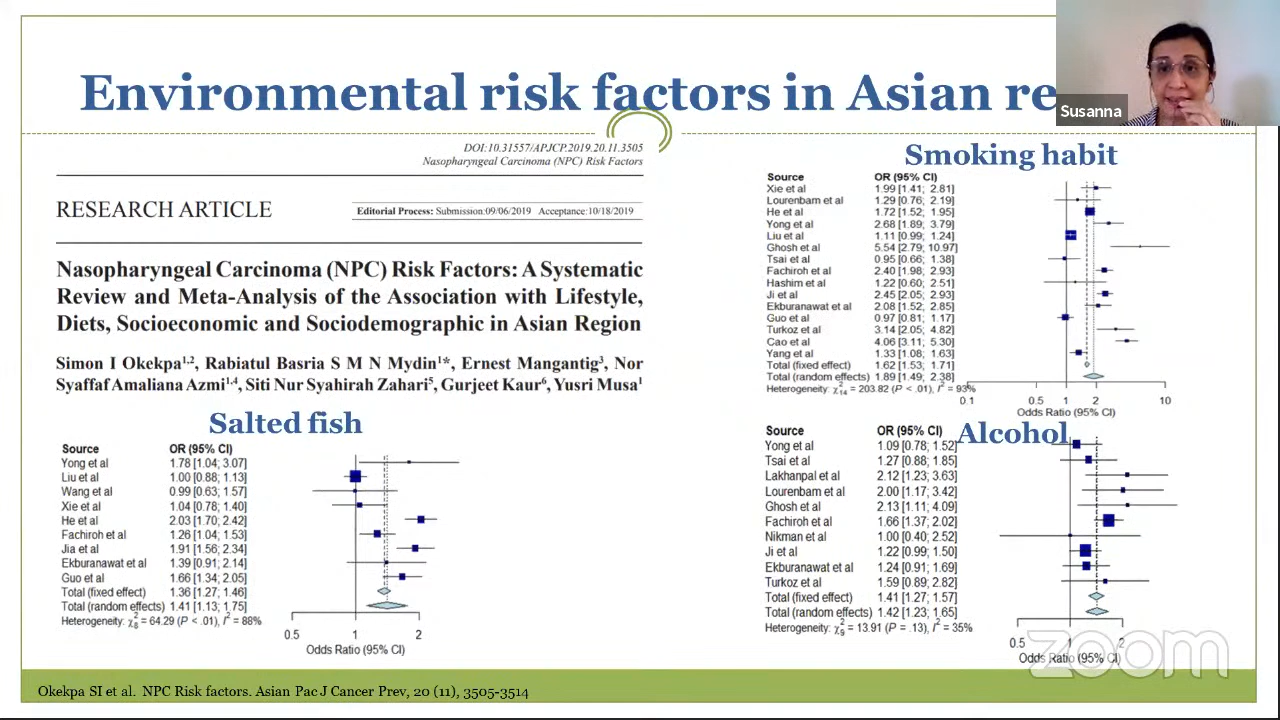 Environmental risk factors in Asian re
Susanna
DOI:10.31557/APJCP.2019.20.11.3505
Nasopharyngeal Carcinoma (NPC) Risk Factors
RESEARCH ARTICLE
Editorial Process: Submission:09/06/2019 Acceptance:10/18/2019
Nasopharyngeal Carcinoma (NPC) Risk Factors: A Systematic
Review and Meta-Analysis of the Association with Lifestyle,
Diets, Socioeconomic and Sociodemographic in Asian Region
Simon I Okekpa1,2, Rabiatul Basria S M N Mydin1*, Ernest Mangantig3, Nor
Syaffaf Amaliana Azmi1,4, Siti Nur Syahirah Zahari5, Gurjeet Kaur6, Yusri Musa1
Salted fish
Source OR (95% CI)
Yong et al 1.78 [1.04; 3.07]
Liu et al 1.00 [0.88; 1.13]
Wang et al 0.99 [0.63; 1.57]
Xie et al 1.04 [0.78; 1.40]
He et al 2.03 [1.70; 2.42]
Fachiroh et al 1.26 [1.04; 1.53]
Jia et al 1.91 [1.56; 2.34]
Ekburanawat et al 1.39 [0.91; 2.14]
Guo et al 1.66 [1.34; 2.05]
Total (fixed effect) 1.36 [1.27; 1.46]
Total (random effects) 1.41 [1.13; 1.75]
Heterogeneity: χ²8 = 64.29 (P < .01), I² = 88%
0.5 1 2
Odds Ratio (95% CI)
Smoking habit
Source OR (95% CI)
Xie et al 1.99 [1.41; 2.81]
Lourenbam et al 1.29 [0.76; 2.19]
He et al 1.72 [1.52; 1.95]
Yong et al 2.68 [1.89; 3.79]
Liu et al 1.11 [0.99; 1.24]
Ghosh et al 5.54 [2.79; 10.97]
Tsai et al 0.95 [0.66; 1.38]
Fachiroh et al 2.40 [1.98; 2.93]
Hashim et al 1.22 [0.60; 2.51]
Ji et al 2.45 [2.05; 2.93]
Ekburanawat et al 2.08 [1.52; 2.85]
Guo et al 0.97 [0.81; 1.17]
Turkoz et al 3.14 [2.05; 4.82]
Cao et al 4.06 [3.11; 5.30]
Yang et al 1.33 [1.08; 1.63]
Total (fixed effect) 1.62 [1.53; 1.71]
Total (random effects) 1.89 [1.49; 2.38]
Heterogeneity: χ²14 = 203.82 (P < .01), I² = 93%
0.1 0.5 1 2 10
Odds Ratio (95% CI)
Alcohol
Source OR (95% CI)
Yong et al 1.09 [0.78; 1.52]
Tsai et al 1.27 [0.88; 1.85]
Lakhanpal et al 2.12 [1.23; 3.63]
Lourenbam et al 2.00 [1.17; 3.42]
Ghosh et al 2.13 [1.11; 4.09]
Fachiroh et al 1.66 [1.37; 2.02]
Nikman et al 1.00 [0.40; 2.52]
Ji et al 1.22 [0.99; 1.50]
Ekburanawat et al 1.24 [0.91; 1.69]
Turkoz et al 1.59 [0.89; 2.82]
Total (fixed effect) 1.41 [1.27; 1.57]
Total (random effects) 1.42 [1.23; 1.65]
Heterogeneity: χ²9 = 13.91 (P = .13), I² = 35%
0.5 1 2
Odds Ratio (95% CI)
zoom
Okekpa SI et al. NPC Risk factors. Asian Pac J Cancer Prev, 20 (11), 3505-3514